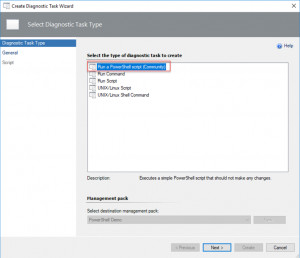 Create Diagnostic Task Wizard
Select Diagnostic Task Type
Diagnostic Task Type
General
Script
Help
Select the type of diagnostic task to create
Run a PowerShell script (Community)
Run Command
Run Script
UNIX/Linux Script
UNIX/Linux Shell Command
Description: Executes a simple PowerShell script that should not make any changes.
Management pack
Select destination management pack:
PowerShell Demo
< Previous Next > Create Cancel